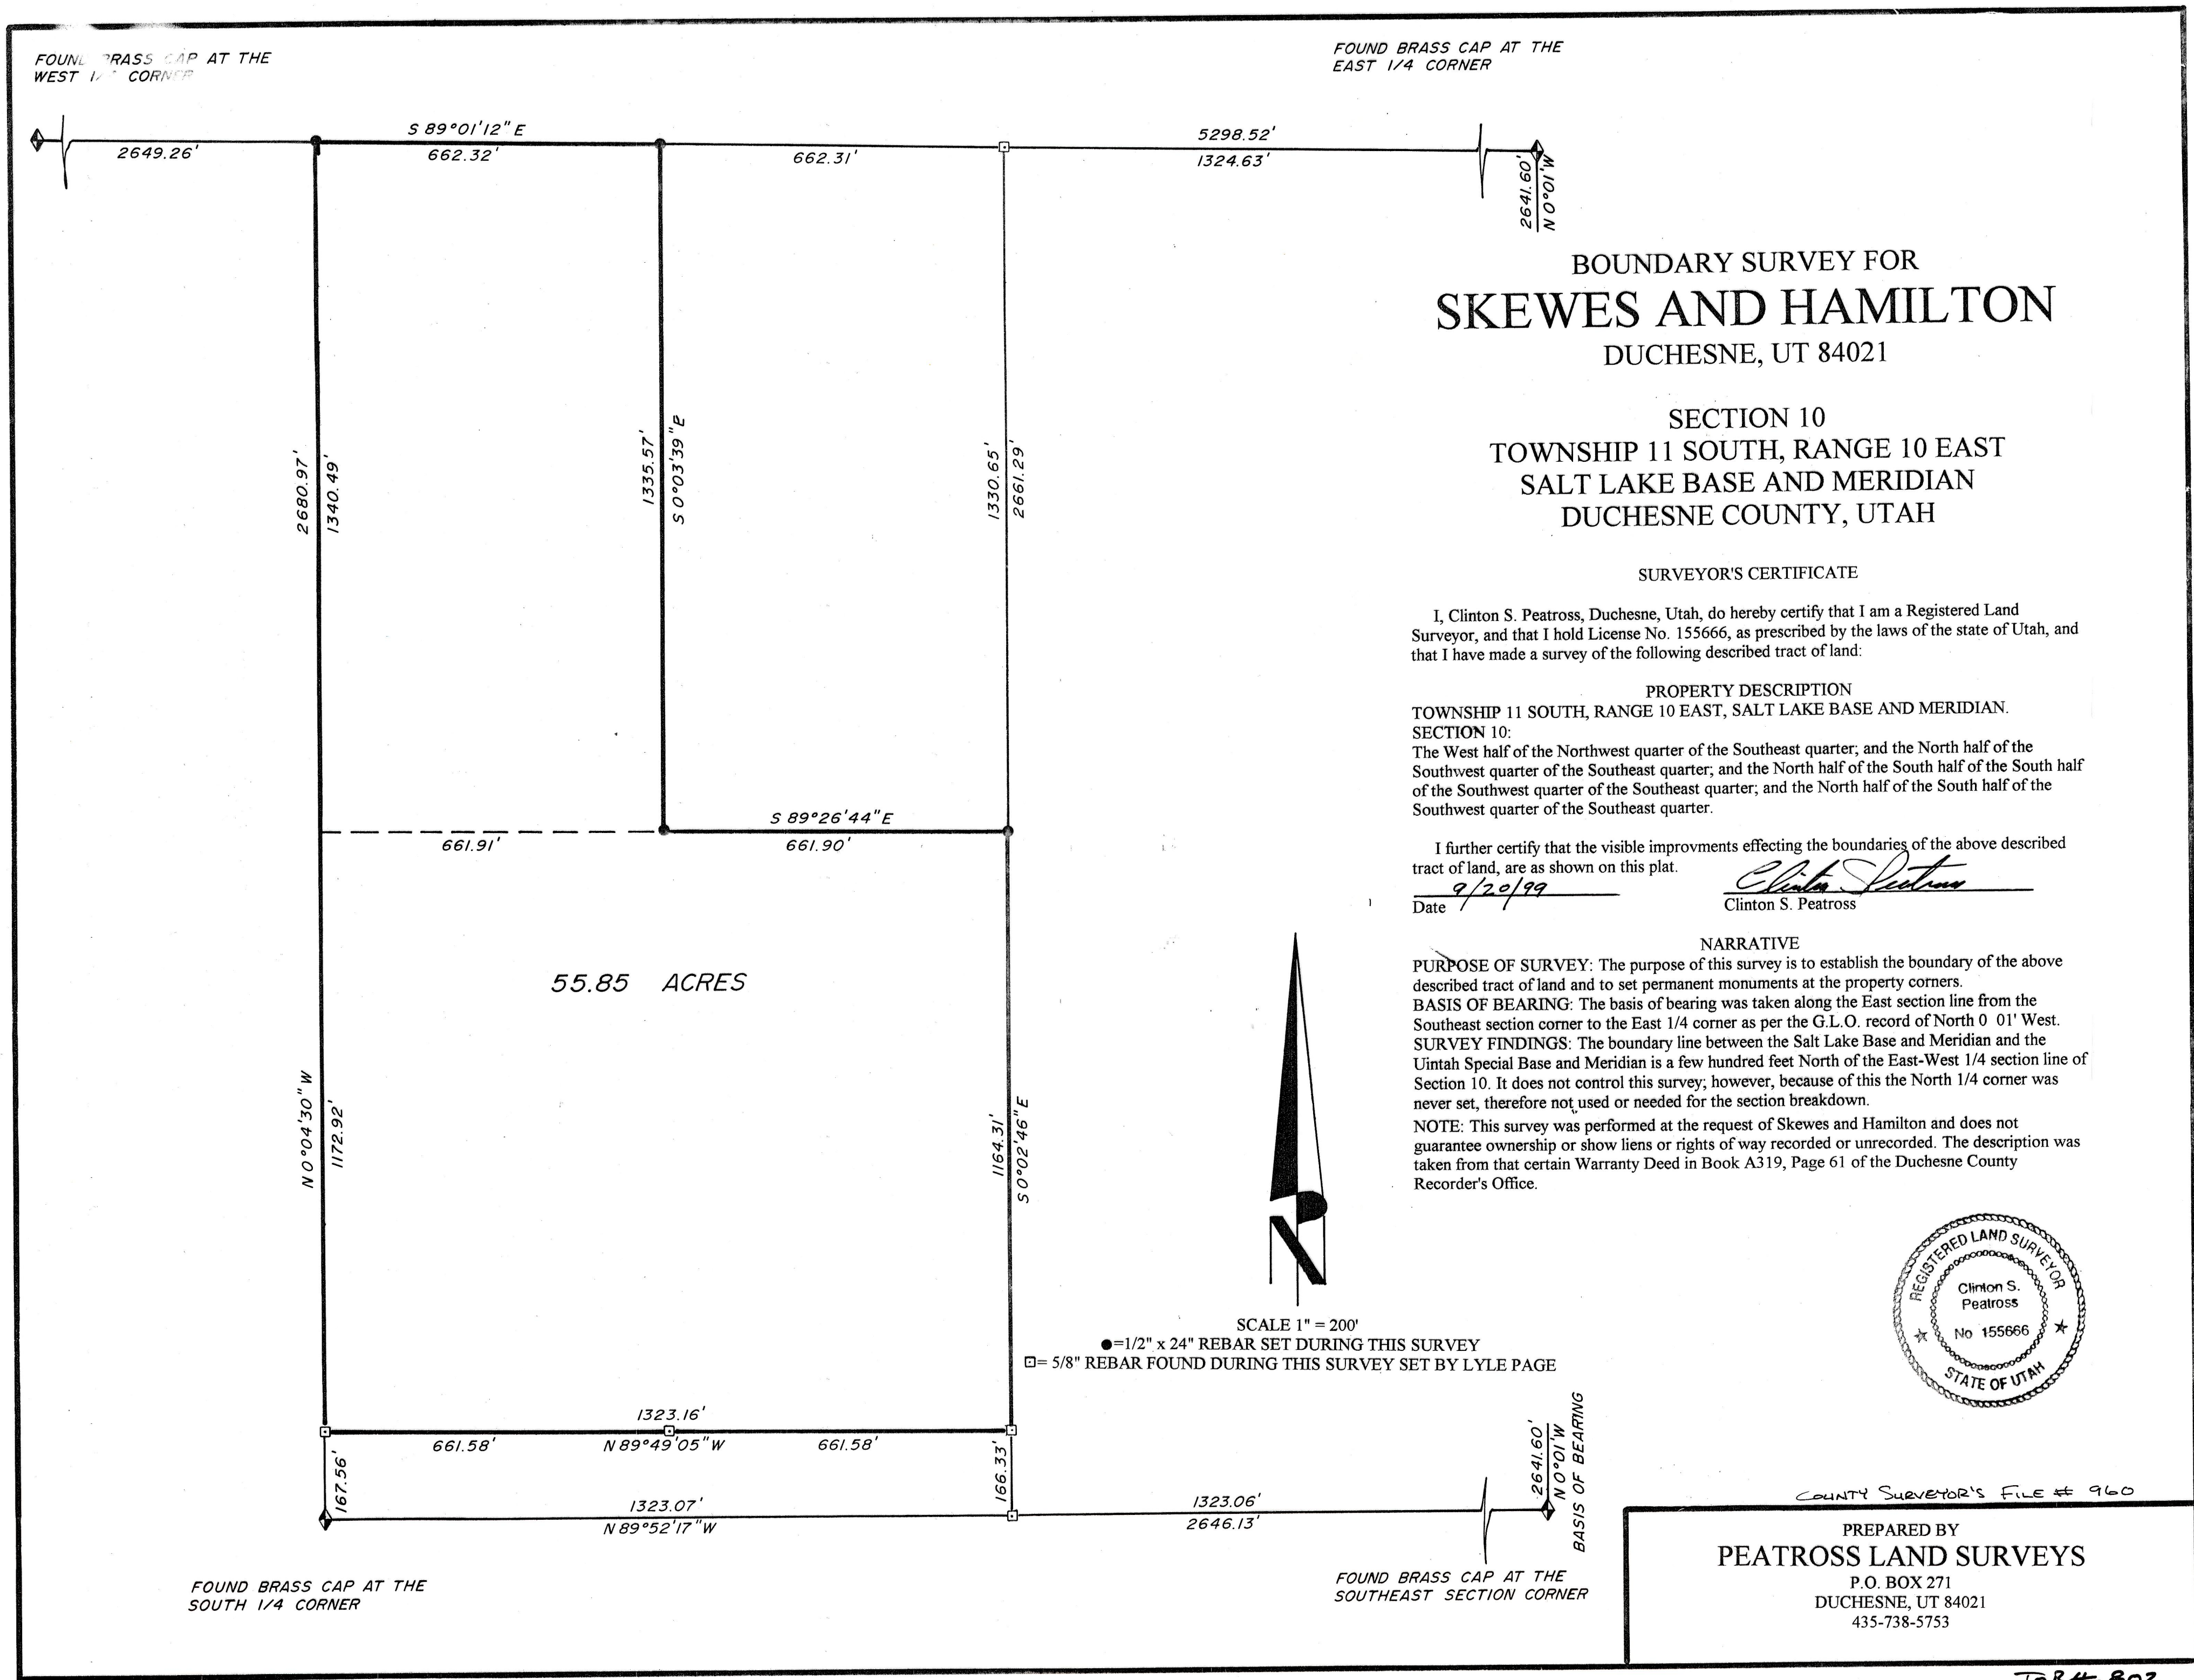 FOUND BRASS CAP AT THE
WEST 1/4 CORNER
FOUND BRASS CAP AT THE
EAST 1/4 CORNER
S 89°01'12" E
2649.26'
662.32'
662.31'
5298.52'
1324.63'
2641.60'
N 0°01'W
2680.97'
1340.49'
1335.57'
S 0°03'39"E
1330.65'
2661.29'
S 89°26'44"E
661.91'
661.90'
55.85 ACRES
N 0°04'30" W
1172.92'
1164.31'
S 0°02'46" E
1323.16'
661.58'
N 89°49'05"W
661.58'
167.56'
166.33'
1323.07'
N 89°52'17"W
1323.06'
2646.13'
2641.60'
N 0°01'W
BASIS OF BEARING
FOUND BRASS CAP AT THE
SOUTH 1/4 CORNER
FOUND BRASS CAP AT THE
SOUTHEAST SECTION CORNER
SCALE 1" = 200'
●=1/2" x 24" REBAR SET DURING THIS SURVEY
⊡= 5/8" REBAR FOUND DURING THIS SURVEY SET BY LYLE PAGE
BOUNDARY SURVEY FOR
SKEWES AND HAMILTON
DUCHESNE, UT 84021
SECTION 10
TOWNSHIP 11 SOUTH, RANGE 10 EAST
SALT LAKE BASE AND MERIDIAN
DUCHESNE COUNTY, UTAH
SURVEYOR'S CERTIFICATE
I, Clinton S. Peatross, Duchesne, Utah, do hereby certify that I am a Registered Land
Surveyor, and that I hold License No. 155666, as prescribed by the laws of the state of Utah, and
that I have made a survey of the following described tract of land:
PROPERTY DESCRIPTION
TOWNSHIP 11 SOUTH, RANGE 10 EAST, SALT LAKE BASE AND MERIDIAN.
SECTION 10:
The West half of the Northwest quarter of the Southeast quarter; and the North half of the
Southwest quarter of the Southeast quarter; and the North half of the South half of the South half
of the Southwest quarter of the Southeast quarter; and the North half of the South half of the
Southwest quarter of the Southeast quarter.
I further certify that the visible improvments effecting the boundaries of the above described
tract of land, are as shown on this plat.
9/20/99
Clinton Peatross
Date
Clinton S. Peatross
NARRATIVE
PURPOSE OF SURVEY: The purpose of this survey is to establish the boundary of the above
described tract of land and to set permanent monuments at the property corners.
BASIS OF BEARING: The basis of bearing was taken along the East section line from the
Southeast section corner to the East 1/4 corner as per the G.L.O. record of North 0 01' West.
SURVEY FINDINGS: The boundary line between the Salt Lake Base and Meridian and the
Uintah Special Base and Meridian is a few hundred feet North of the East-West 1/4 section line of
Section 10. It does not control this survey; however, because of this the North 1/4 corner was
never set, therefore not used or needed for the section breakdown.
NOTE: This survey was performed at the request of Skewes and Hamilton and does not
guarantee ownership or show liens or rights of way recorded or unrecorded. The description was
taken from that certain Warranty Deed in Book A319, Page 61 of the Duchesne County
Recorder's Office.
REGISTERED LAND SURVEYOR
Clinton S.
Peatross
No 155666
STATE OF UTAH
COUNTY SURVEYOR'S FILE # 960
PREPARED BY
PEATROSS LAND SURVEYS
P.O. BOX 271
DUCHESNE, UT 84021
435-738-5753